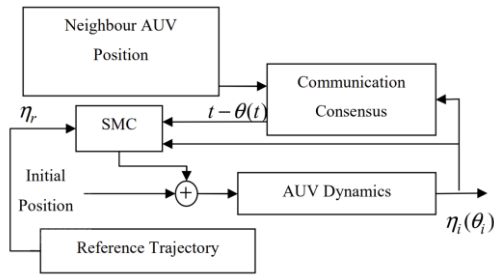 Neighbour AUV
Position
Communication
Consensus
η_r
SMC
t − θ(t)
Initial
Position
+
AUV Dynamics
η_i(θ_i)
Reference Trajectory